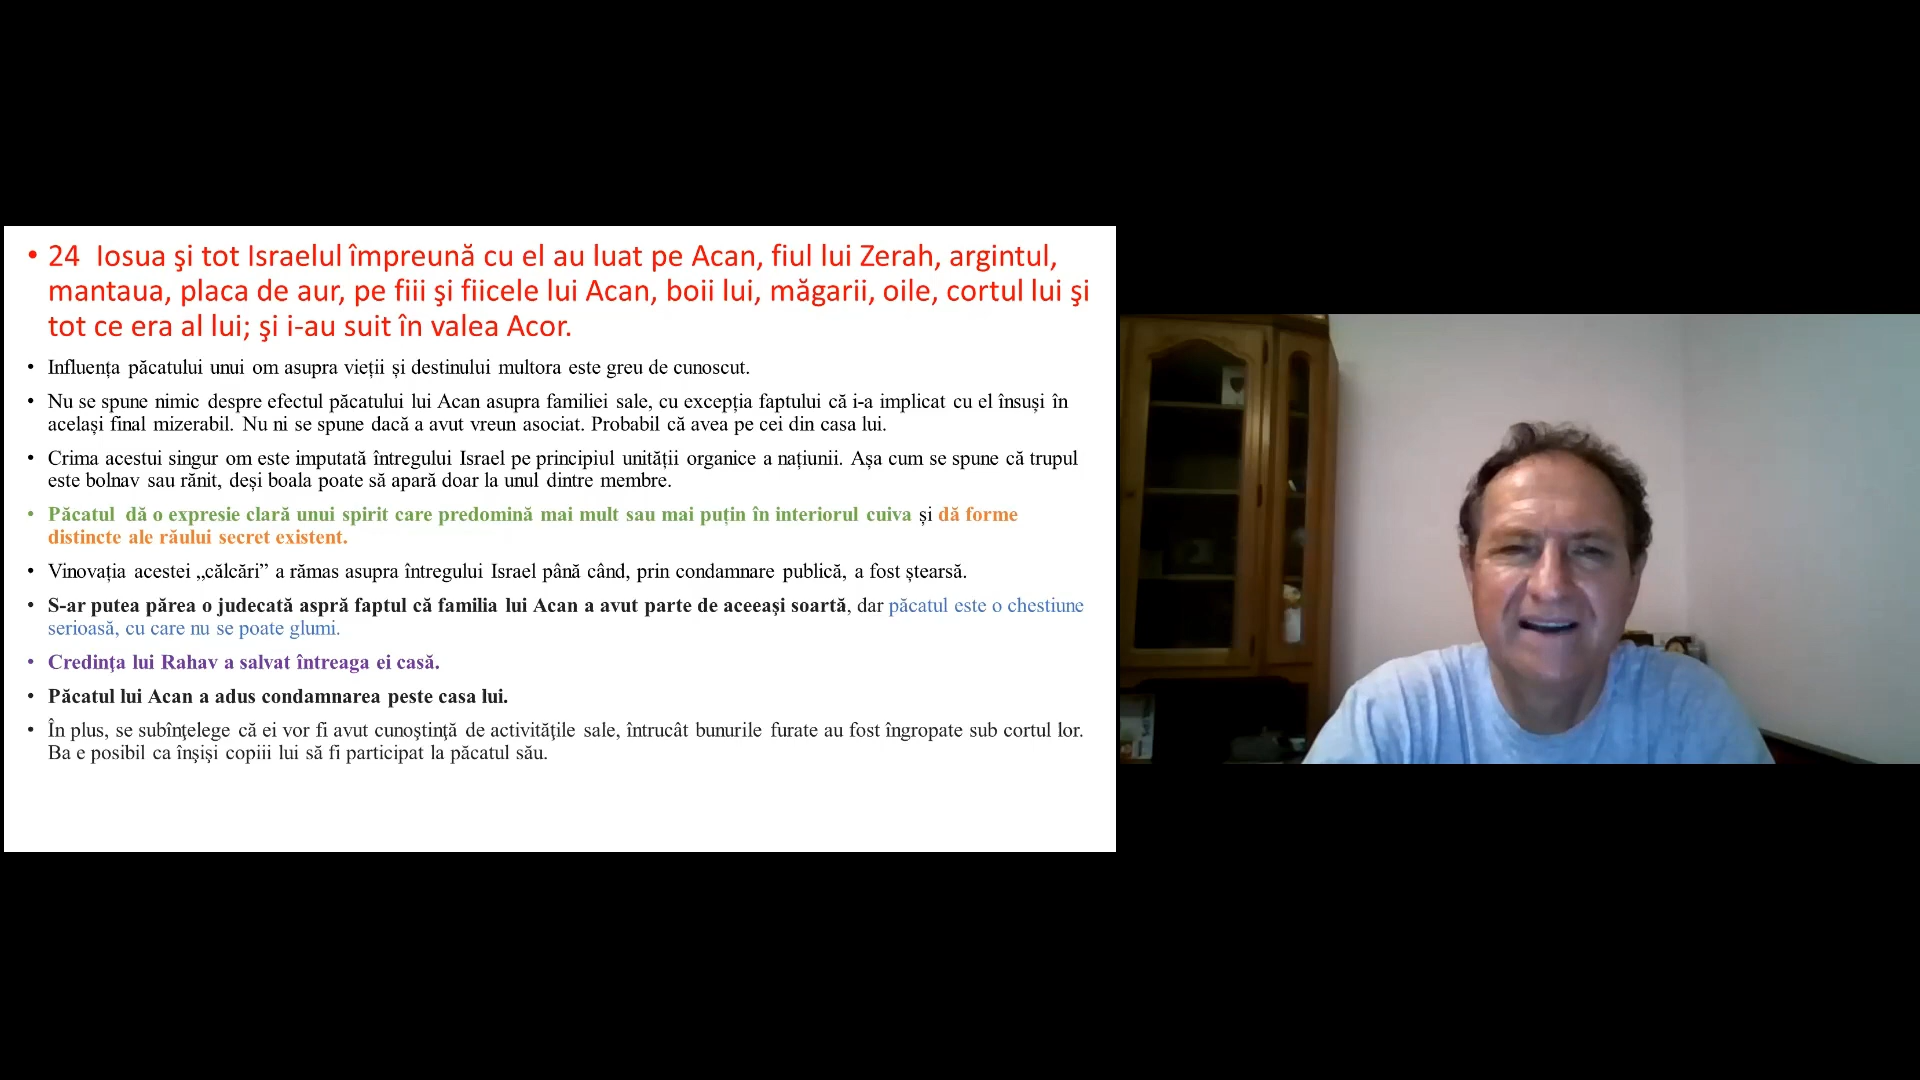 • 24 Iosua şi tot Israelul împreună cu el au luat pe Acan, fiul lui Zerah, argintul,
mantaua, placa de aur, pe fiii şi fiicele lui Acan, boii lui, măgarii, oile, cortul lui şi
tot ce era al lui; şi i-au suit în valea Acor.
• Influența păcatului unui om asupra vieții și destinului multora este greu de cunoscut.
• Nu se spune nimic despre efectul păcatului lui Acan asupra familiei sale, cu excepția faptului că i-a implicat cu el însuși în
același final mizerabil. Nu ni se spune dacă a avut vreun asociat. Probabil că avea pe cei din casa lui.
• Crima acestui singur om este imputată întregului Israel pe principiul unității organice a națiunii. Așa cum se spune că trupul
este bolnav sau rănit, deși boala poate să apară doar la unul dintre membre.
• Păcatul dă o expresie clară unui spirit care predomină mai mult sau mai puțin în interiorul cuiva și dă forme
distincte ale răului secret existent.
• Vinovația acestei „călcări” a rămas asupra întregului Israel până când, prin condamnare publică, a fost ștearsă.
• S-ar putea părea o judecată aspră faptul că familia lui Acan a avut parte de aceeași soartă, dar păcatul este o chestiune
serioasă, cu care nu se poate glumi.
• Credinţa lui Rahav a salvat întreaga ei casă.
• Păcatul lui Acan a adus condamnarea peste casa lui.
• În plus, se subînţelege că ei vor fi avut cunoştinţă de activităţile sale, întrucât bunurile furate au fost îngropate sub cortul lor.
Ba e posibil ca înşişi copiii lui să fi participat la păcatul său.